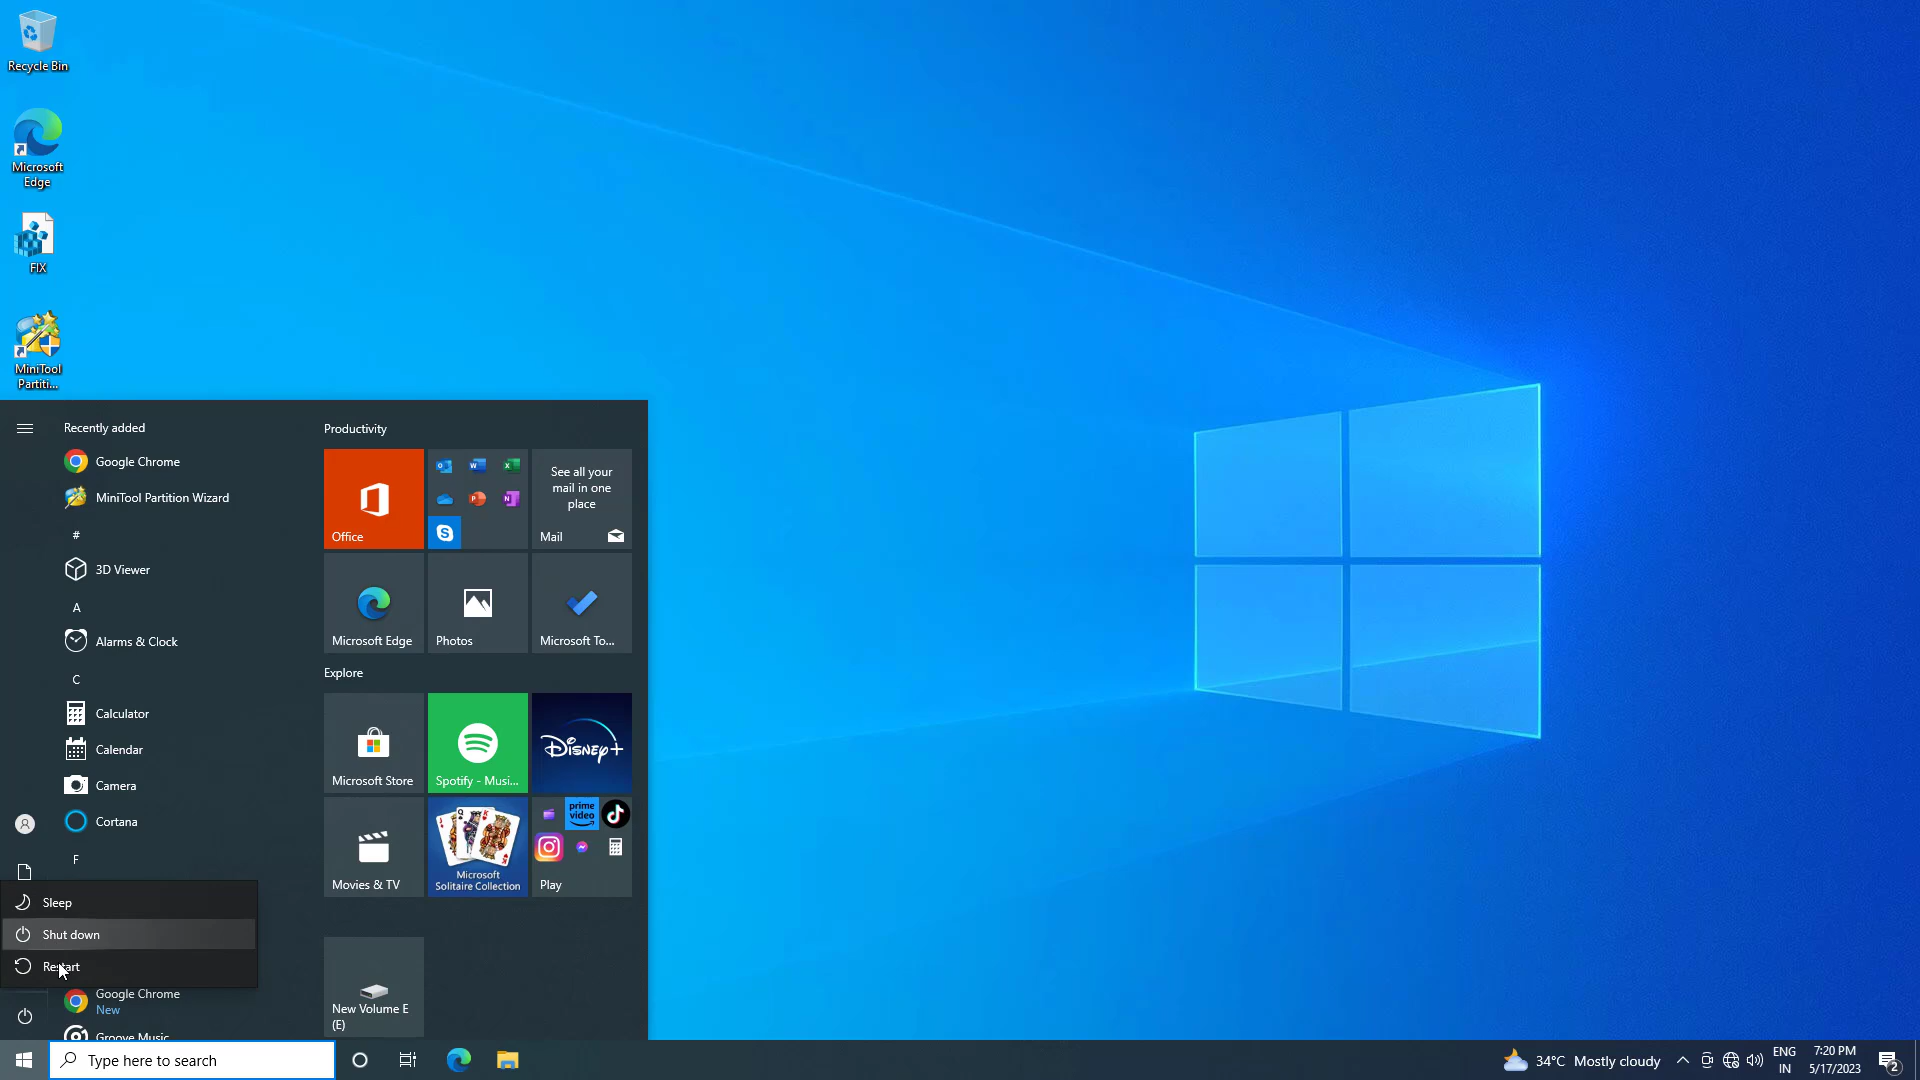 Recycle Bin
Microsoft
Edge
FIX
MiniTool
Partiti...
Recently added
Google Chrome
MiniTool Partition Wizard
#
3D Viewer
A
Alarms & Clock
C
Calculator
Calendar
Camera
Cortana
F
Sleep
Shut down
Restart
Google Chrome
New
Groove Music
Productivity
Office
See all your
mail in one
place
Mail
Microsoft Edge
Photos
Microsoft To...
Explore
Microsoft Store
Spotify - Musi...
Disney+
Movies & TV
Microsoft
Solitaire Collection
prime
video
Play
New Volume E
(E)
Type here to search
34°C Mostly cloudy
ENG
IN
7:20 PM
5/17/2023
2